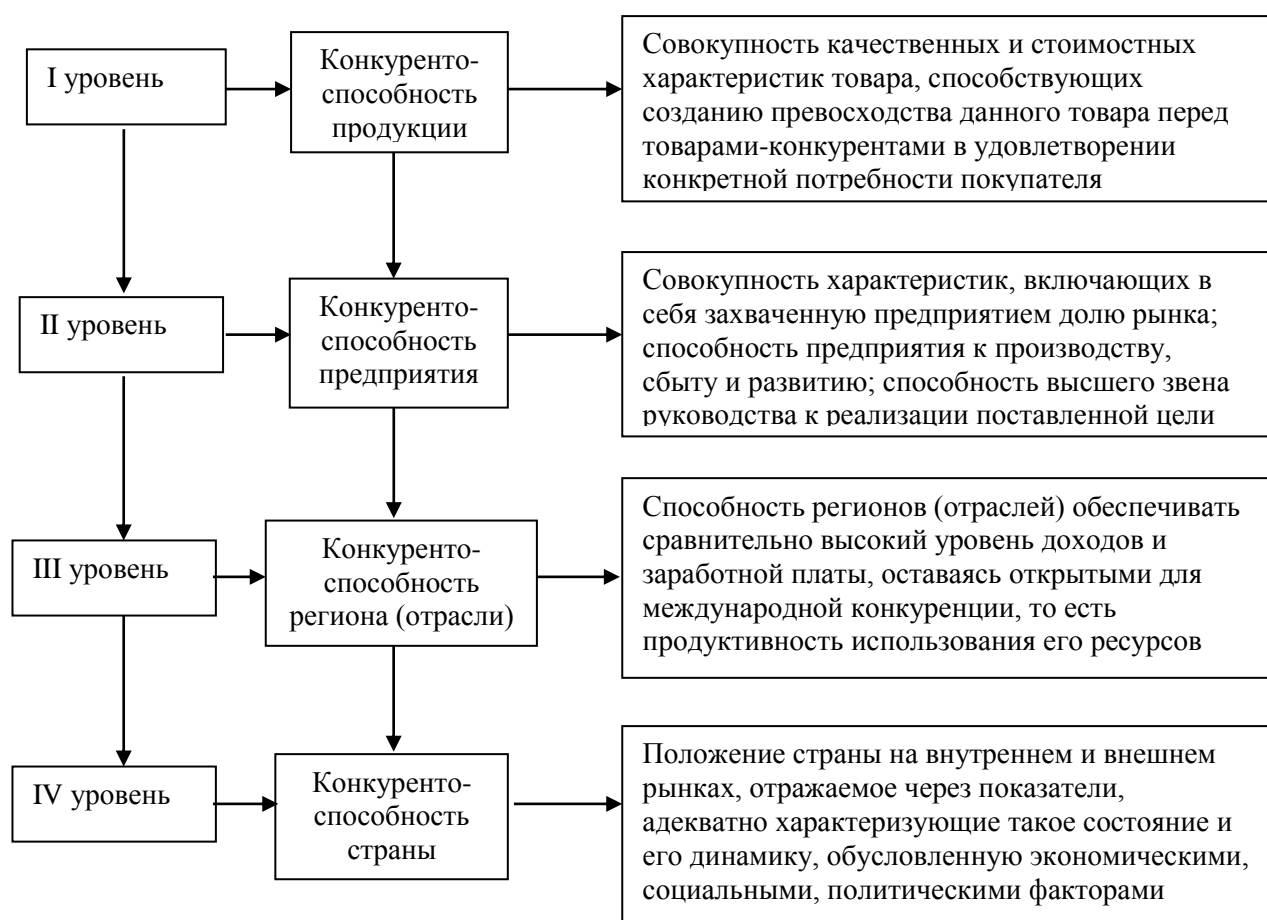 I уровень
Конкуренто-
способность
продукции
Совокупность качественных и стоимостных
характеристик товара, способствующих
созданию превосходства данного товара перед
товарами-конкурентами в удовлетворении
конкретной потребности покупателя
II уровень
Конкуренто-
способность
предприятия
Совокупность характеристик, включающих в
себя захваченную предприятием долю рынка;
способность предприятия к производству,
сбыту и развитию; способность высшего звена
руководства к реализации поставленной цели
III уровень
Конкуренто-
способность
региона (отрасли)
Способность регионов (отраслей) обеспечивать
сравнительно высокий уровень доходов и
заработной платы, оставаясь открытыми для
международной конкуренции, то есть
продуктивность использования его ресурсов
IV уровень
Конкуренто-
способность
страны
Положение страны на внутреннем и внешнем
рынках, отражаемое через показатели,
адекватно характеризующие такое состояние и
его динамику, обусловленную экономическими,
социальными, политическими факторами